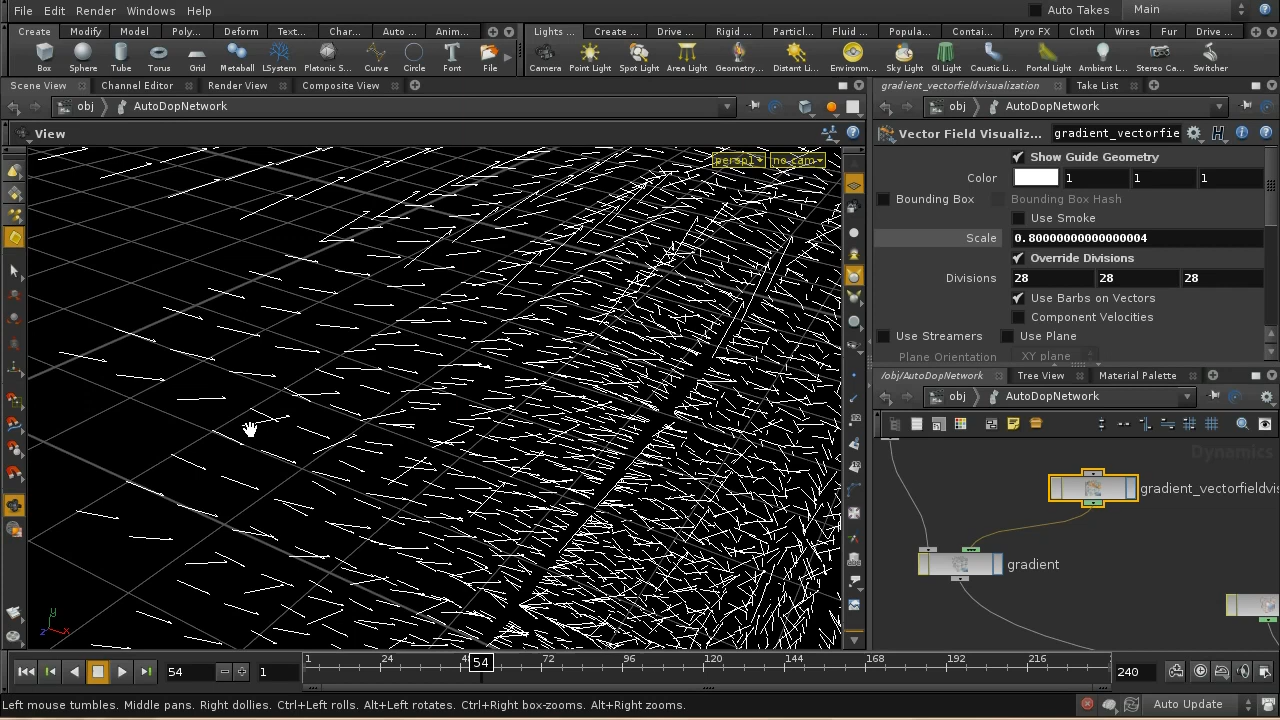 File Edit Render Windows Help Auto Takes Main
Create Modify Model Poly... Deform Text... Char... Auto ... Anim... Lights ... Create ... Drive ... Rigid ... Particl... Fluid ... Popula... Contai... Pyro FX Cloth Wires Fur Drive ...
Box Sphere Tube Torus Grid Metaball LSystem Platonic S... Curve Circle Font File Camera Point Light Spot Light Area Light Geometry... Distant Li... Environm... Sky Light GI Light Caustic Li... Portal Light Ambient L... Stereo Ca... Switcher
Scene View Channel Editor Render View Composite View gradient_vectorfieldvisualization Take List
obj AutoDopNetwork obj AutoDopNetwork
View Vector Field Visualiz... gradient_vectorfie
persp1 no cam
Show Guide Geometry
Color 1 1 1
Bounding Box Bounding Box Hash
Use Smoke
Scale 0.80000000000000004
Override Divisions
Divisions 28 28 28
Use Barbs on Vectors
Component Velocities
Use Streamers Use Plane
Plane Orientation XY plane
/obj/AutoDopNetwork Tree View Material Palette
obj AutoDopNetwork
Dynamics
gradient_vectorfieldvis
gradient
y
z x
54 1 1 24 54 72 96 120 144 168 192 216 240
Left mouse tumbles. Middle pans. Right dollies. Ctrl+Left rolls. Alt+Left rotates. Ctrl+Right box-zooms. Alt+Right zooms. Auto Update